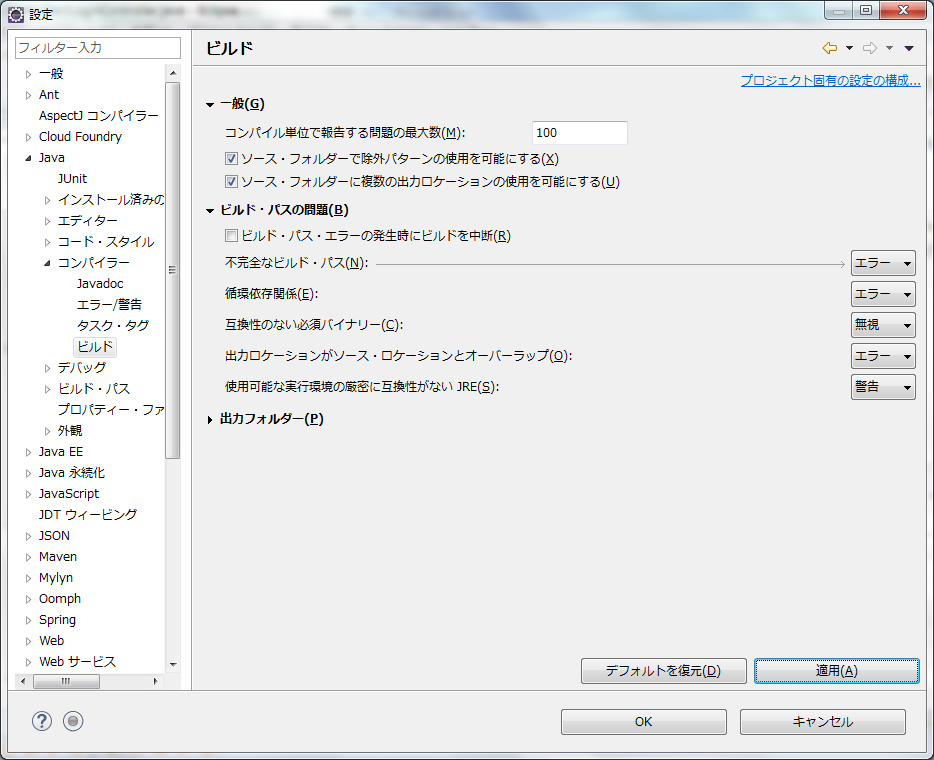 設定
フィルター入力
一般
Ant
AspectJ コンパイラー
Cloud Foundry
Java
JUnit
インストール済みの
エディター
コード・スタイル
コンパイラー
Javadoc
エラー/警告
タスク・タグ
ビルド
デバッグ
ビルド・パス
プロパティー・ファ
外観
Java EE
Java 永続化
JavaScript
JDT ウィービング
JSON
Maven
Mylyn
Oomph
Spring
Web
Web サービス
ビルド
プロジェクト固有の設定の構成...
一般(G)
コンパイル単位で報告する問題の最大数(M): 100
ソース・フォルダーで除外パターンの使用を可能にする(X)
ソース・フォルダーに複数の出力ロケーションの使用を可能にする(U)
ビルド・パスの問題(B)
ビルド・パス・エラーの発生時にビルドを中断(R)
不完全なビルド・パス(N): エラー
循環依存関係(E): エラー
互換性のない必須バイナリー(C): 無視
出力ロケーションがソース・ロケーションとオーバーラップ(O): エラー
使用可能な実行環境の厳密に互換性がない JRE(S): 警告
出力フォルダー(P)
デフォルトを復元(D) 適用(A)
OK キャンセル